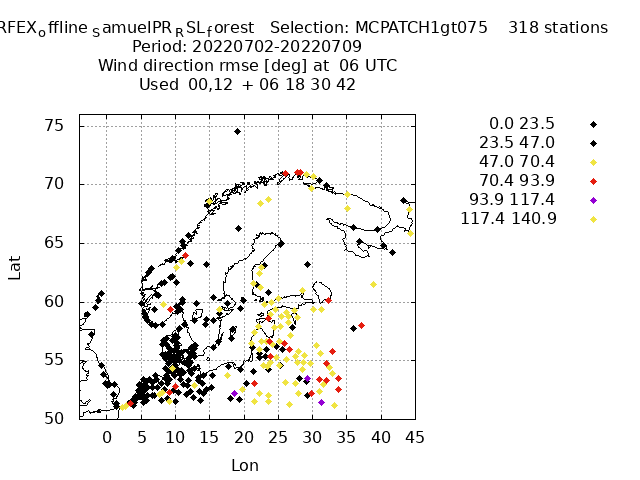 RFEXoffline SamuelPR RSLforest Selection: MCPATCH1gt075 318 stations
Period: 20220702-20220709
Wind direction rmse [deg] at 06 UTC
Used 00,12 + 06 18 30 42
0.0 23.5
23.5 47.0
47.0 70.4
70.4 93.9
93.9 117.4
117.4 140.9
75
70
65
60
55
50
Lat
0 5 10 15 20 25 30 35 40 45
Lon